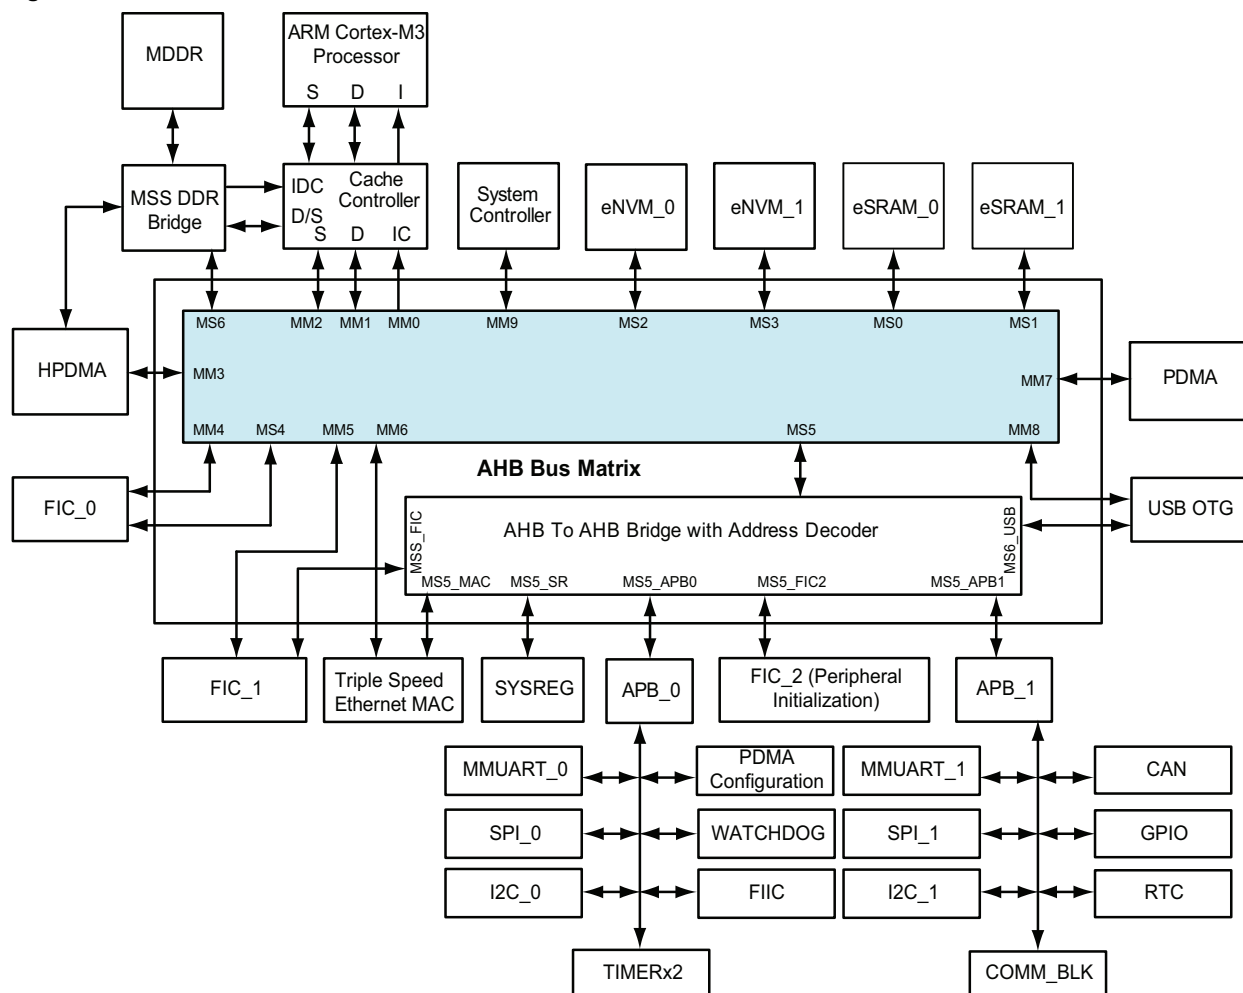 MDDR
ARM Cortex-M3
Processor
S D I
MSS DDR
Bridge
IDC
Cache
Controller
D/S
S D IC
System
Controller
eNVM_0
eNVM_1
eSRAM_0
eSRAM_1
MS6 MM2 MM1 MM0 MM9 MS2 MS3 MS0 MS1
HPDMA
MM3
MM7
PDMA
MM4 MS4 MM5 MM6 MS5 MM8
AHB Bus Matrix
FIC_0
USB OTG
MSS_FIC
AHB To AHB Bridge with Address Decoder
MS6_USB
MS5_MAC MS5_SR MS5_APB0 MS5_FIC2 MS5_APB1
FIC_1
Triple Speed
Ethernet MAC
SYSREG
APB_0
FIC_2 (Peripheral
Initialization)
APB_1
MMUART_0
PDMA
Configuration
MMUART_1
CAN
SPI_0
WATCHDOG
SPI_1
GPIO
I2C_0
FIIC
I2C_1
RTC
TIMERx2
COMM_BLK